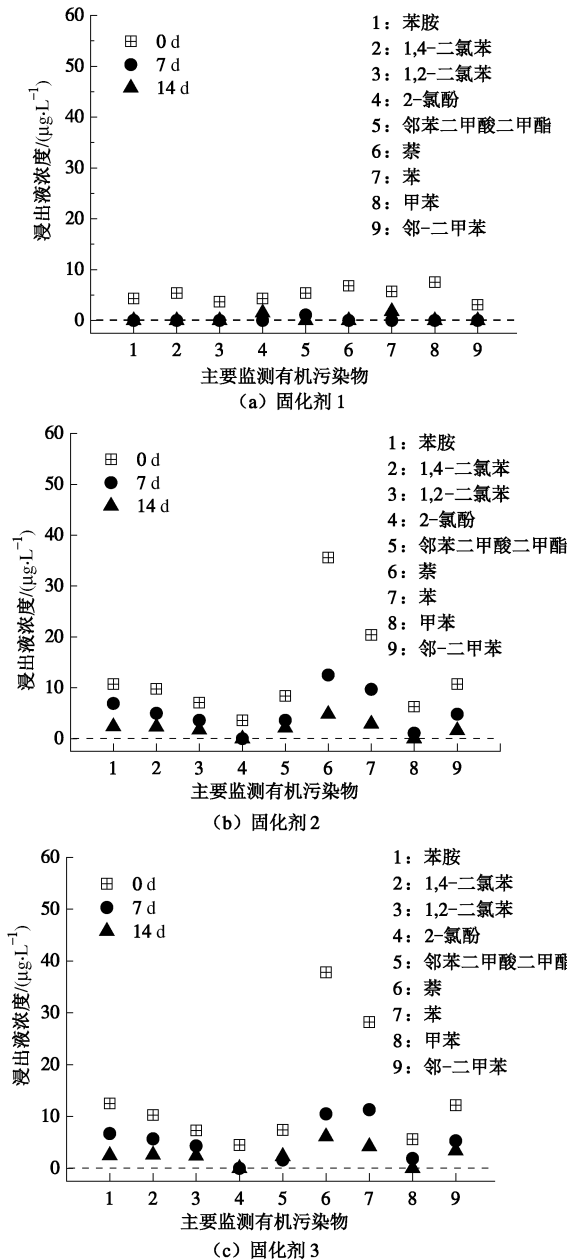 60
50
40
30
20
10
0
浸出液浓度/(μg·L⁻¹)
0 d
7 d
14 d
1：苯胺
2：1,4-二氯苯
3：1,2-二氯苯
4：2-氯酚
5：邻苯二甲酸二甲酯
6：萘
7：苯
8：甲苯
9：邻-二甲苯
1 2 3 4 5 6 7 8 9
主要监测有机污染物
（a）固化剂 1
60
50
40
30
20
10
0
浸出液浓度/(μg·L⁻¹)
0 d
7 d
14 d
1：苯胺
2：1,4-二氯苯
3：1,2-二氯苯
4：2-氯酚
5：邻苯二甲酸二甲酯
6：萘
7：苯
8：甲苯
9：邻-二甲苯
1 2 3 4 5 6 7 8 9
主要监测有机污染物
（b）固化剂 2
60
50
40
30
20
10
0
浸出液浓度/(μg·L⁻¹)
0 d
7 d
14 d
1：苯胺
2：1,4-二氯苯
3：1,2-二氯苯
4：2-氯酚
5：邻苯二甲酸二甲酯
6：萘
7：苯
8：甲苯
9：邻-二甲苯
1 2 3 4 5 6 7 8 9
主要监测有机污染物
（c）固化剂 3